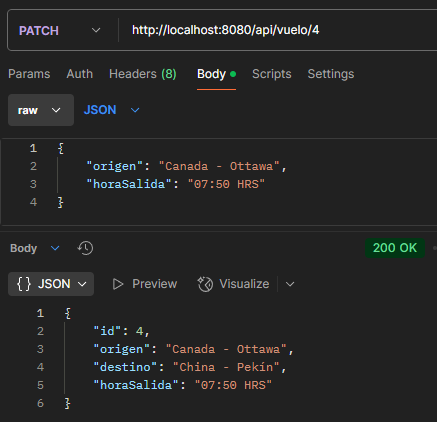 PATCH http://localhost:8080/api/vuelo/4
Params Auth Headers (8) Body Scripts Settings
raw JSON
1 {
2 "origen": "Canada - Ottawa",
3 "horaSalida": "07:50 HRS"
4 }
Body 200 OK
{} JSON Preview Visualize
1 {
2 "id": 4,
3 "origen": "Canada - Ottawa",
4 "destino": "China - Pekín",
5 "horaSalida": "07:50 HRS"
6 }